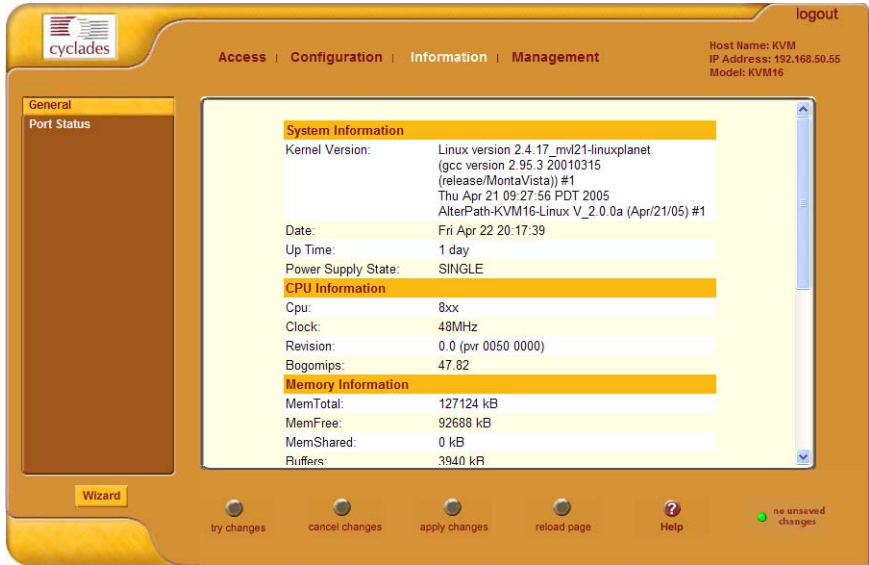 logout
cyclades
Access | Configuration | Information | Management
Host Name: KVM
IP Address: 192.168.50.55
Model: KVM16
General
Port Status
System Information
Kernel Version: Linux version 2.4.17_mvl21-linuxplanet
(gcc version 2.95.3 20010315
(release/MontaVista)) #1
Thu Apr 21 09:27:56 PDT 2005
AlterPath-KVM16-Linux V_2.0.0a (Apr/21/05) #1
Date: Fri Apr 22 20:17:39
Up Time: 1 day
Power Supply State: SINGLE
CPU Information
Cpu: 8xx
Clock: 48MHz
Revision: 0.0 (pvr 0050 0000)
Bogomips: 47.82
Memory Information
MemTotal: 127124 kB
MemFree: 92688 kB
MemShared: 0 kB
Buffers: 3940 kB
Wizard
try changes
cancel changes
apply changes
reload page
? Help
no unsaved
changes